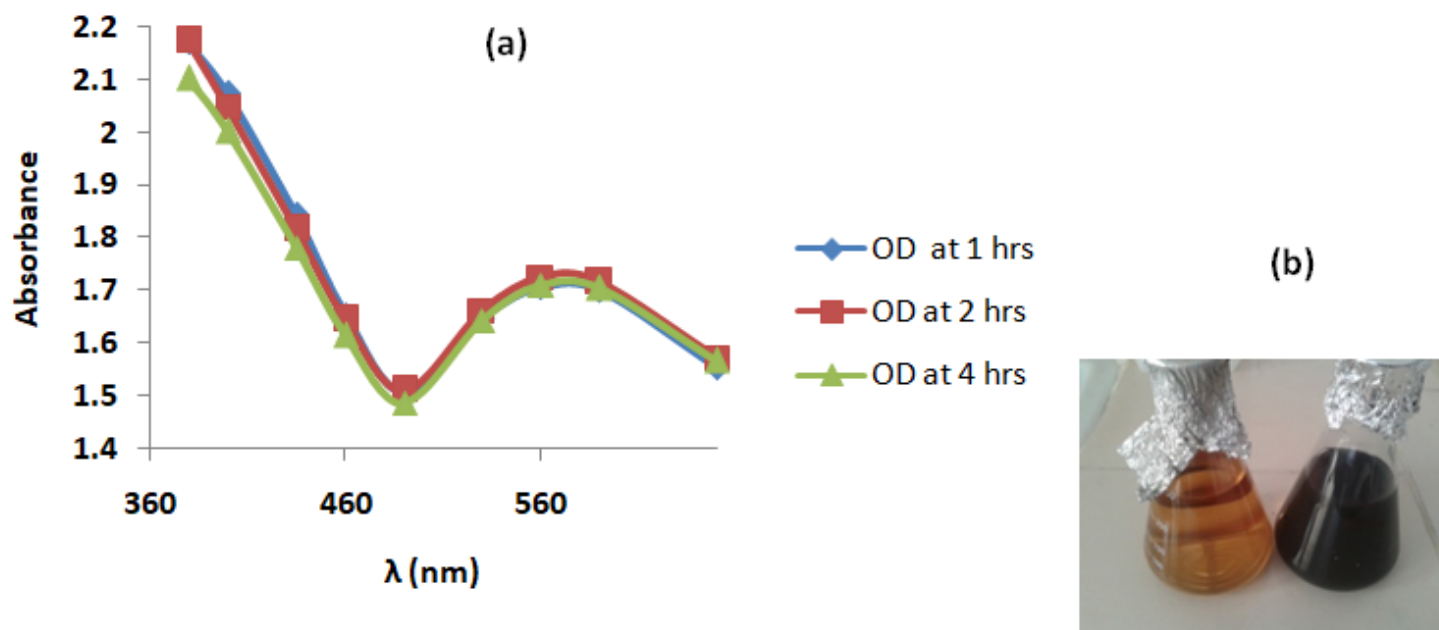 (a)
2.2
2.1
2
1.9
1.8
1.7
1.6
1.5
1.4
Absorbance
360 460 560
λ (nm)
OD at 1 hrs
OD at 2 hrs
OD at 4 hrs
(b)